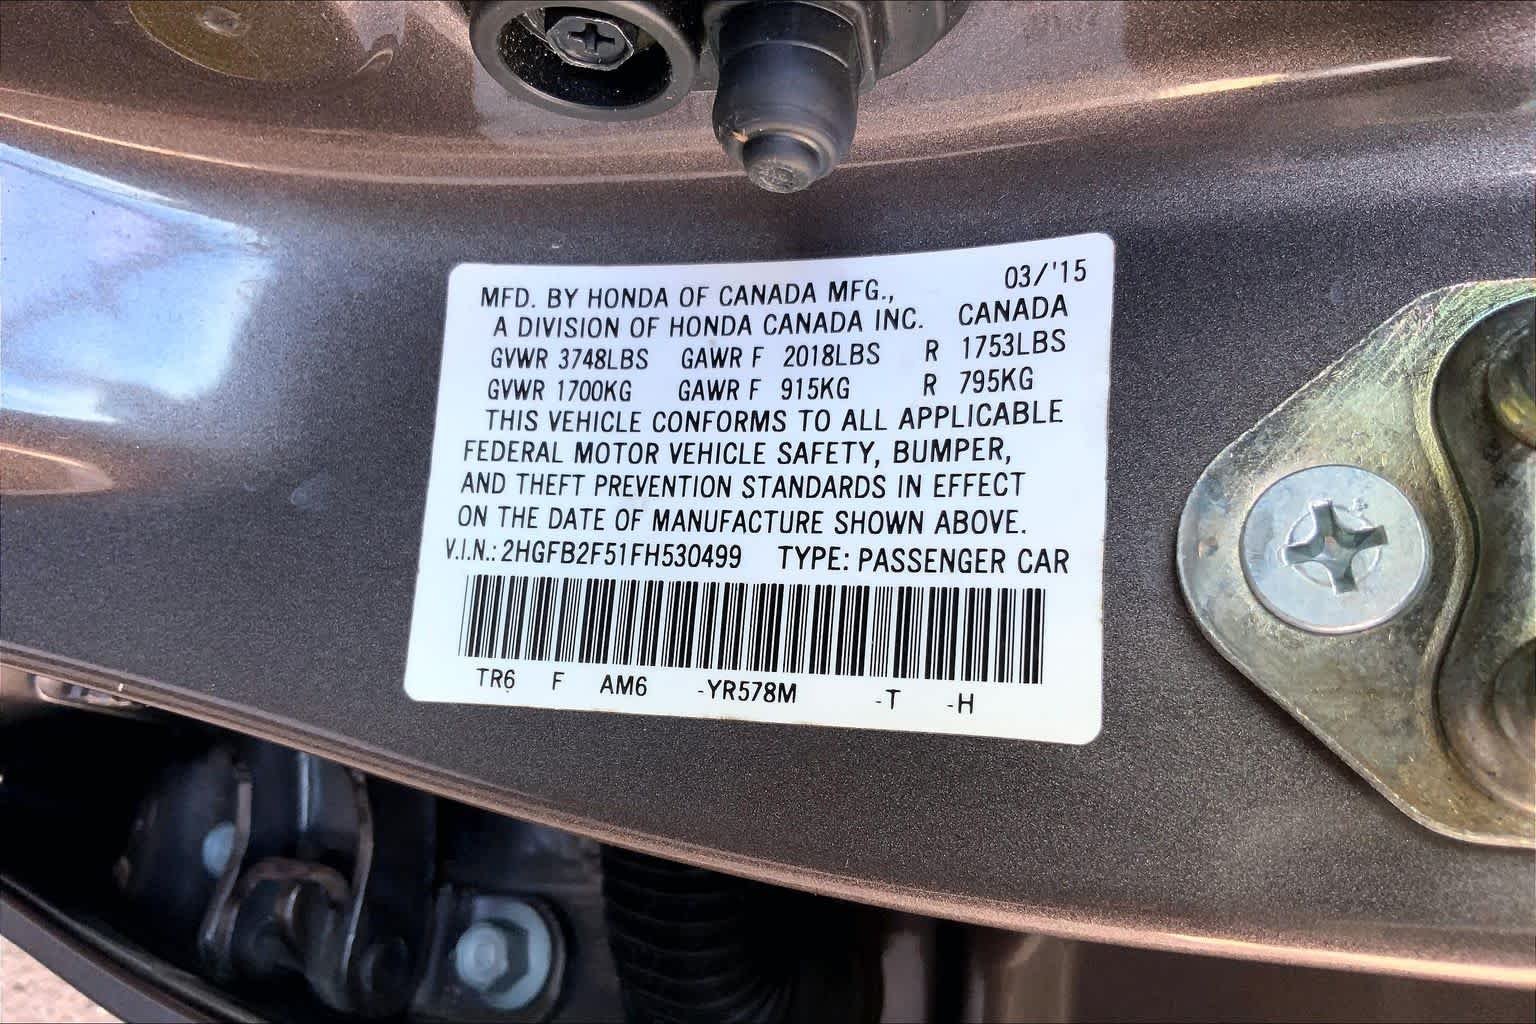 03/'15
MFD. BY HONDA OF CANADA MFG.,
A DIVISION OF HONDA CANADA INC. CANADA
GVWR 3748LBS GAWR F 2018LBS R 1753LBS
GVWR 1700KG GAWR F 915KG R 795KG
THIS VEHICLE CONFORMS TO ALL APPLICABLE
FEDERAL MOTOR VEHICLE SAFETY, BUMPER,
AND THEFT PREVENTION STANDARDS IN EFFECT
ON THE DATE OF MANUFACTURE SHOWN ABOVE.
V.I.N.: 2HGFB2F51FH530499 TYPE: PASSENGER CAR
TR6 F AM6 -YR578M -T -H